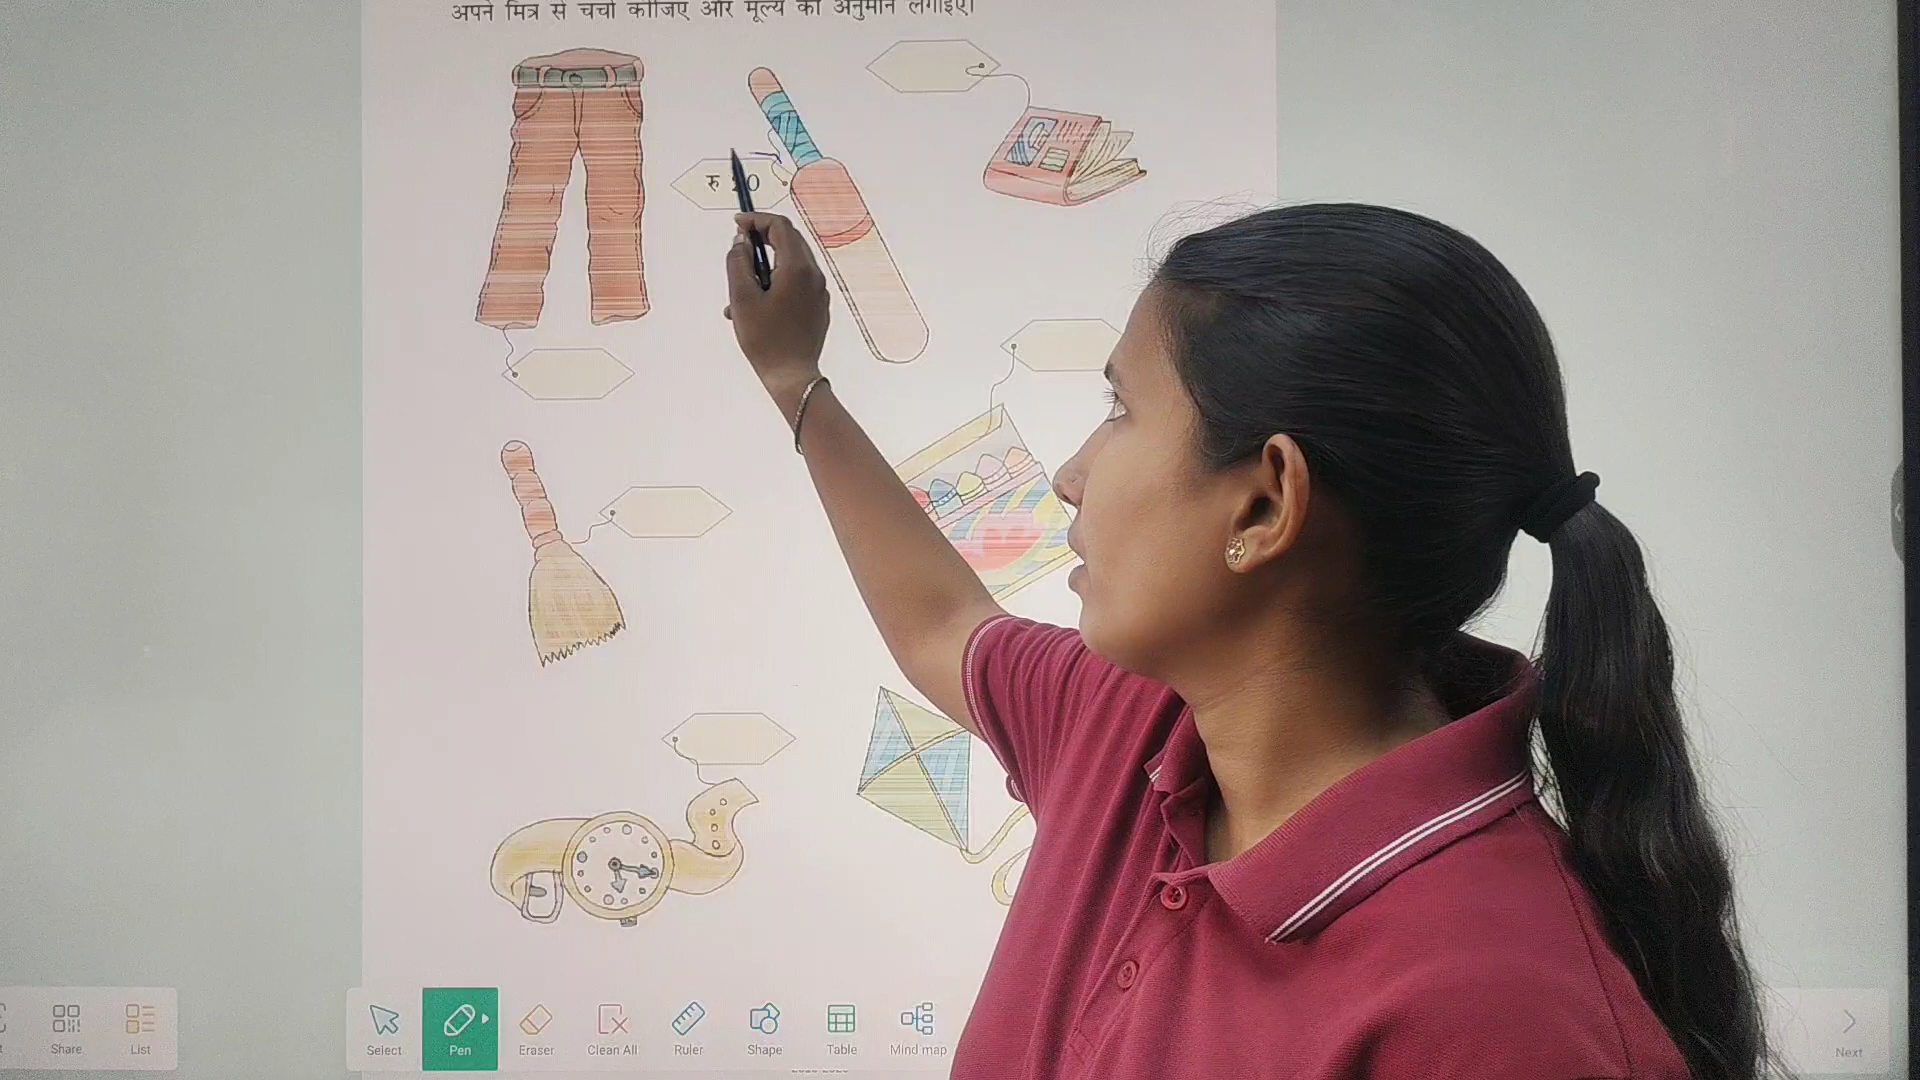 अपने मित्र से चर्चा कीजिए और मूल्य का अनुमान लगाइए।
रु
Share
List
Select
Pen
Eraser
Clean All
Ruler
Shape
Table
Mind map
Next